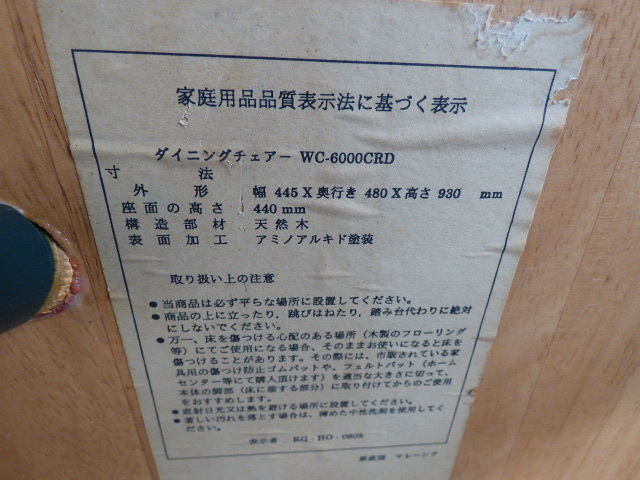 家庭用品品質表示法に基づく表示
ダイニングチェアー WC-6000CRD
寸法
外形 幅 445 X 奥行き 480 X 高さ 930 mm
座面の高さ 440 mm
構造部材 天然木
表面加工 アミノアルキド塗装
取り扱い上の注意
●当商品は必ず平らな場所に設置してください。
●商品の上に立ったり，跳びはねたり，踏み台代わりに絶対
にしないでください。
●万一、床を傷つける心配のある場所（木製のフローリング
等）にてご使用になる場合、そのままお使いになると床を
傷つけることがあります。その際には、市販されている家
具用の傷つけ防止ゴムパットや、フェルトパット（ホーム
センター等にて購入頂けます）を適当な大きさに切って、
本体の脚部（床に接する部分）に取り付けてからのご使用
をおすすめします。
●直射日光又は熱を避ける場所に設置してください。
●著しい汚れを落とす場合は、薄めた中性洗剤を使用してく
ださい。
表示者 KG-HO-0603
原産国 マレーシア